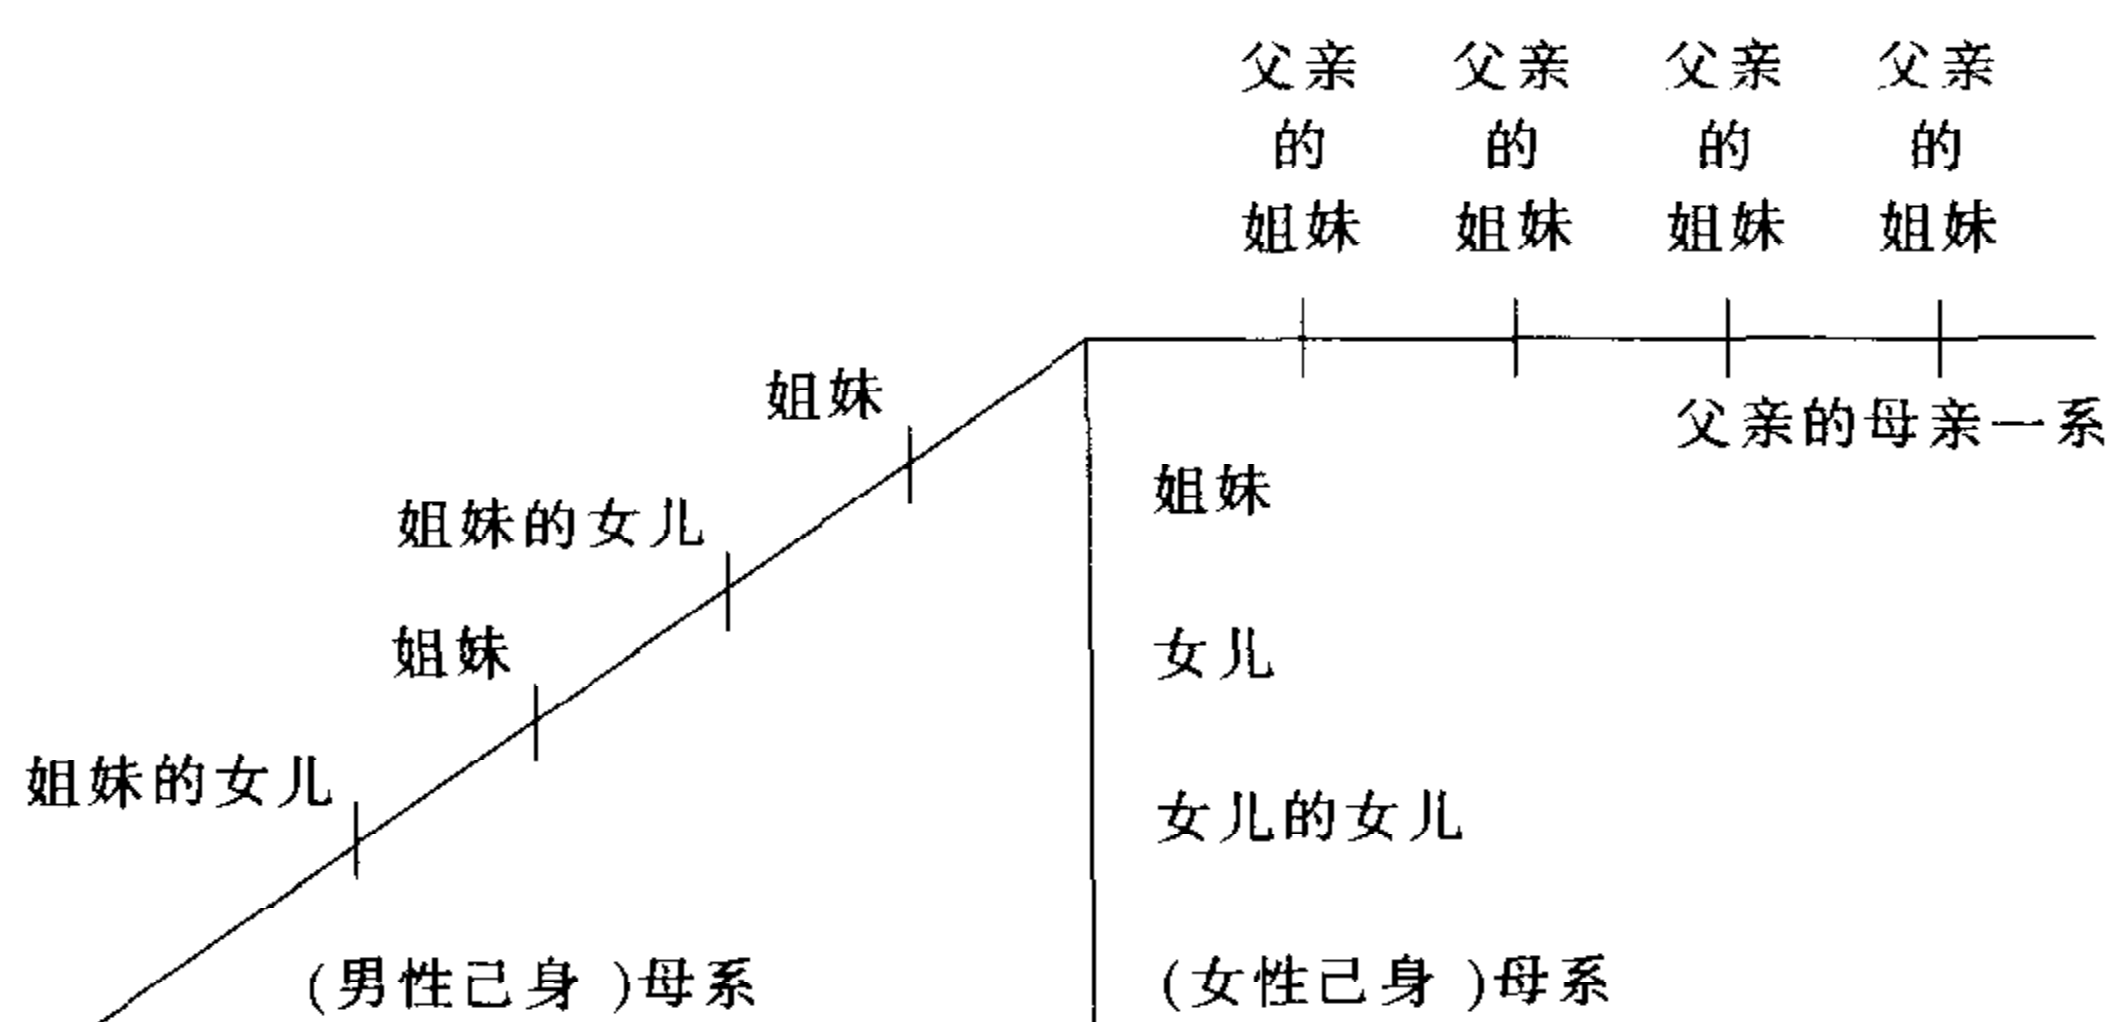 父亲 父亲 父亲 父亲
的 的 的 的
姐妹 姐妹 姐妹 姐妹
姐妹
父亲的母亲一系
姐妹
姐妹的女儿
姐妹
女儿
姐妹的女儿
女儿的女儿
(男性己身)母系
(女性己身)母系